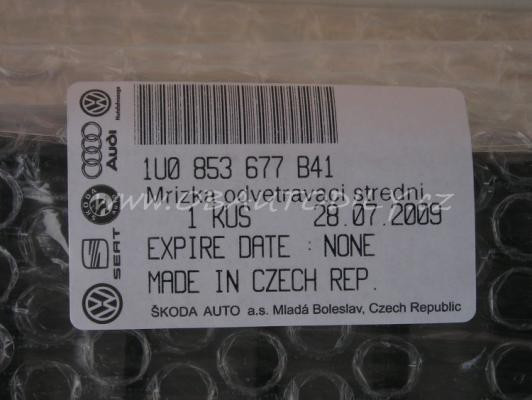 1U0 853 677 B41
Mrizka odvetravaci stredni
1 KUS 28.07.2009
EXPIRE DATE : NONE
MADE IN CZECH REP.
ŠKODA AUTO a.s. Mladá Boleslav, Czech Republic
Nutzfahrzeuge
Audi
SEAT